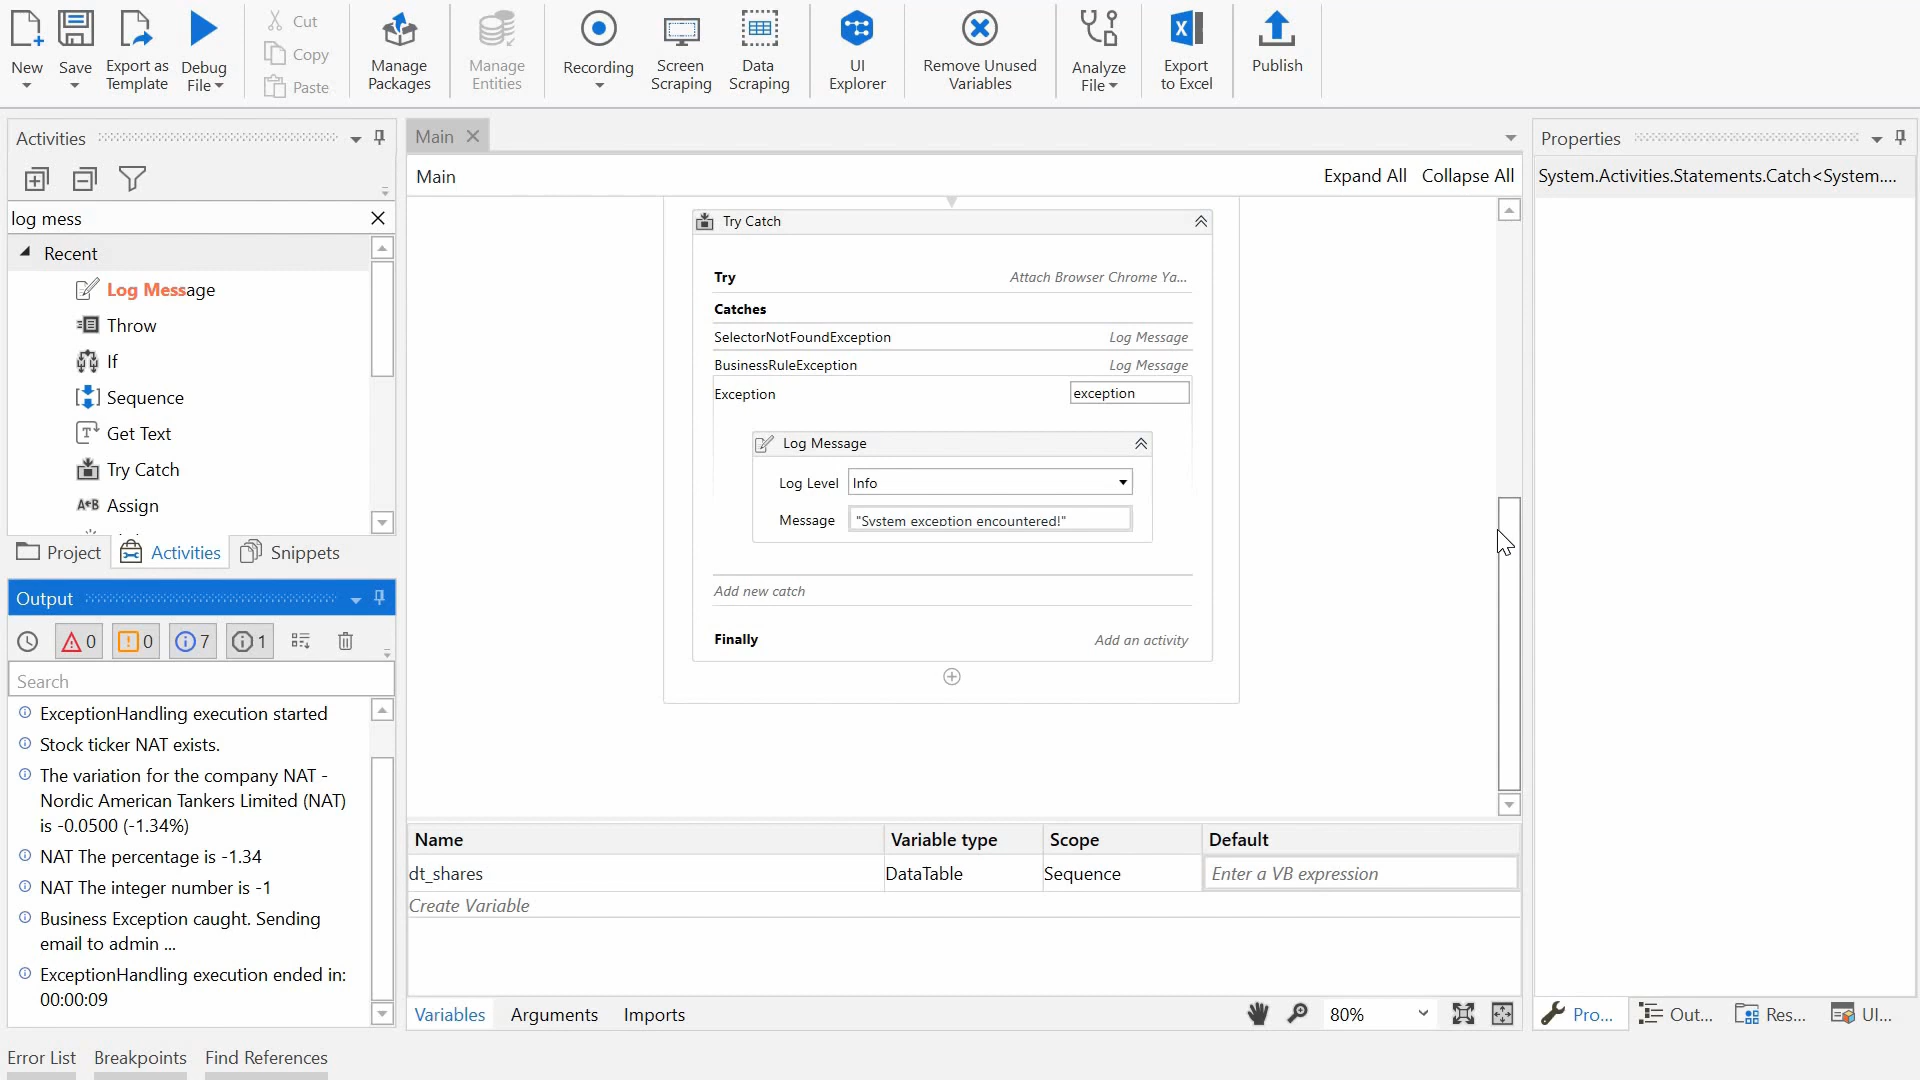 New
Save
Export as
Template
Debug
File
Cut
Copy
Paste
Manage
Packages
Manage
Entities
Recording
Screen
Scraping
Data
Scraping
UI
Explorer
Remove Unused
Variables
Analyze
File
Export
to Excel
Publish
Activities
log mess
Recent
Log Message
Throw
If
Sequence
Get Text
Try Catch
Assign
Project
Activities
Snippets
Output
0
0
7
1
Search
ExceptionHandling execution started
Stock ticker NAT exists.
The variation for the company NAT -
Nordic American Tankers Limited (NAT)
is -0.0500 (-1.34%)
NAT The percentage is -1.34
NAT The integer number is -1
Business Exception caught. Sending
email to admin ...
ExceptionHandling execution ended in:
00:00:09
Main
Main
Expand All
Collapse All
Try Catch
Try
Attach Browser Chrome Ya...
Catches
SelectorNotFoundException
Log Message
BusinessRuleException
Log Message
Exception
exception
Log Message
Log Level
Info
Message
"System exception encountered!"
Add new catch
Finally
Add an activity
Name
Variable type
Scope
Default
dt_shares
DataTable
Sequence
Enter a VB expression
Create Variable
Variables
Arguments
Imports
80%
Properties
System.Activities.Statements.Catch<System....
Pro...
Out...
Res...
UI...
Error List
Breakpoints
Find References